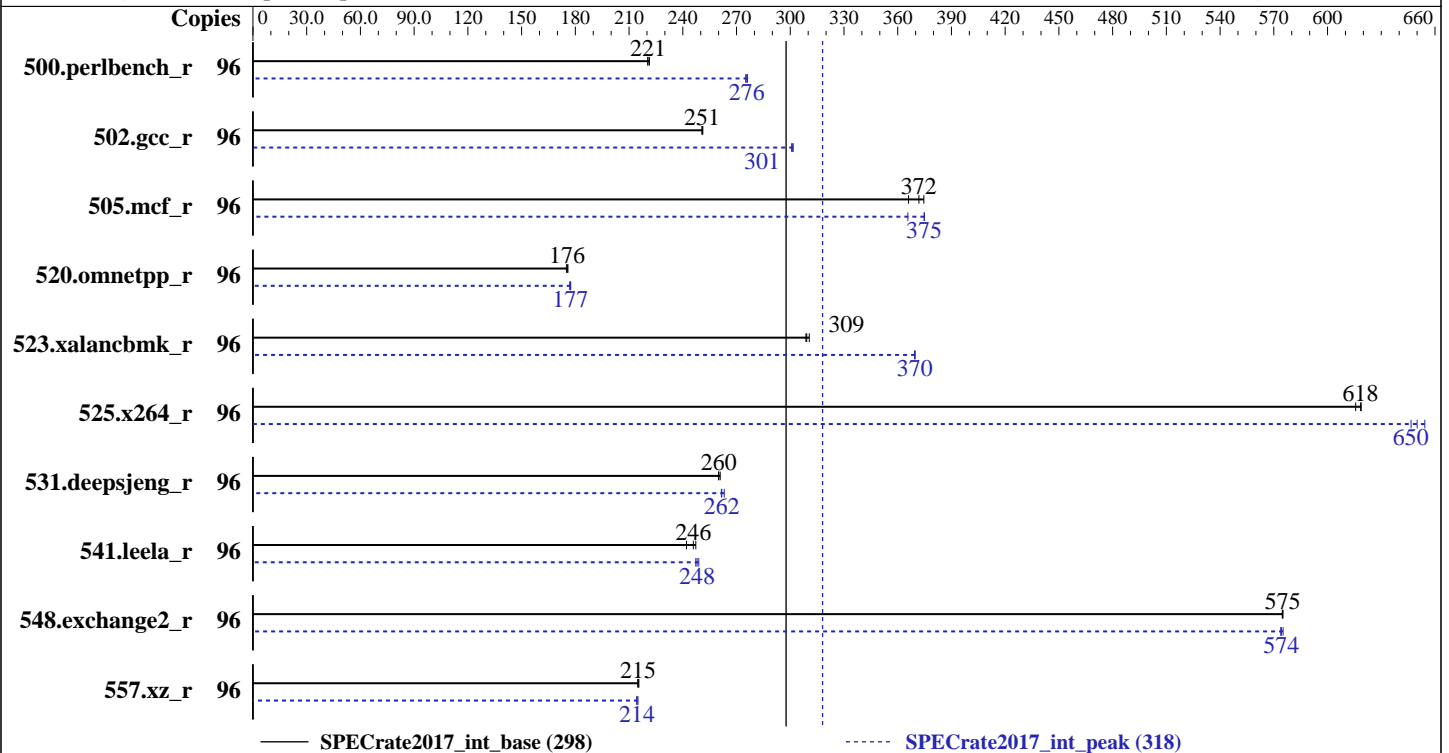 Copies 0 30.0 60.0 90.0 120 150 180 210 240 270 300 330 360 390 420 450 480 510 540 570 600 660
221
500.perlbench_r 96
276
251
502.gcc_r 96
301
372
505.mcf_r 96
375
176
520.omnetpp_r 96
177
309
523.xalancbmk_r 96
370
618
525.x264_r 96
650
260
531.deepsjeng_r 96
262
246
541.leela_r 96
248
575
548.exchange2_r 96
574
215
557.xz_r 96
214
SPECrate2017_int_base (298) SPECrate2017_int_peak (318)